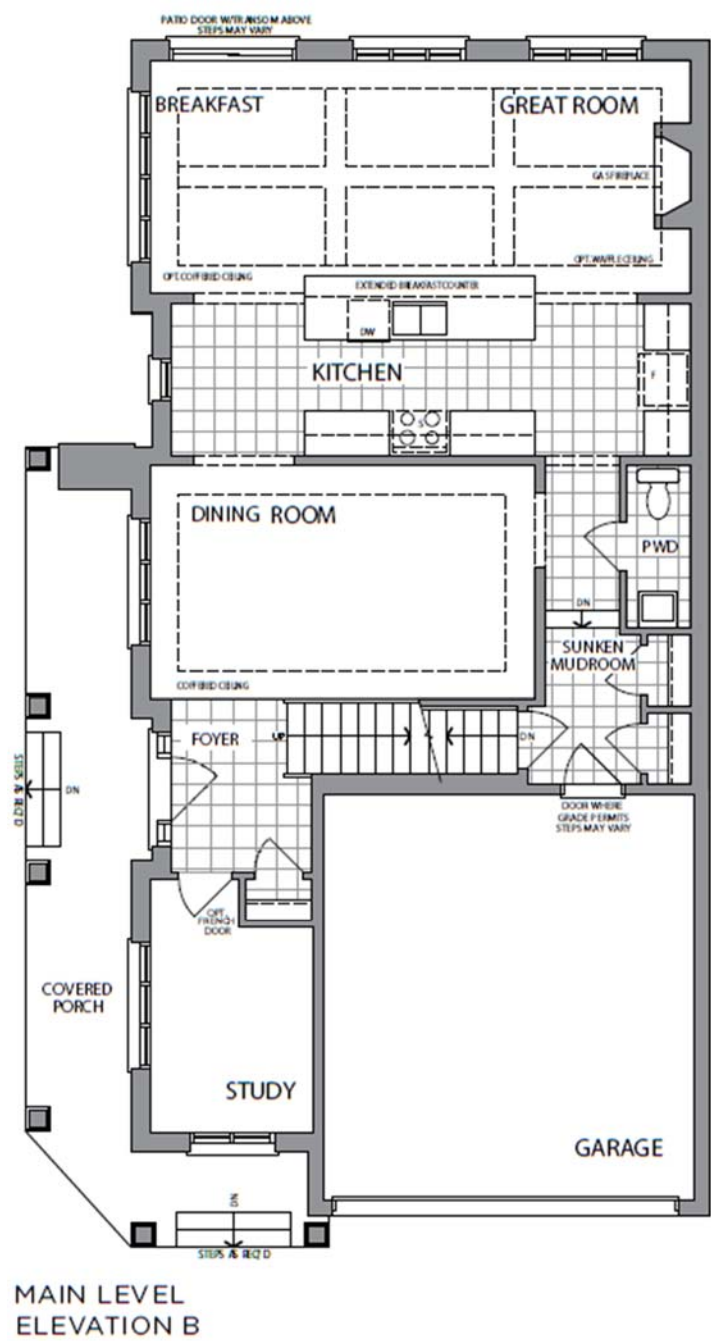 PATIO DOOR W/TRANSOM ABOVE
STEPS MAY VARY
BREAKFAST
GREAT ROOM
GAS FIREPLACE
OPT. COFFERED CEILING
OPT. WAFFLE CEILING
EXTENDED BREAKFAST COUNTER
DW
KITCHEN
F
S
DINING ROOM
PWD
DN
SUNKEN
MUDROOM
COFFERED CEILING
FOYER
UP
DN
STEPS AS REQ'D
DN
DOOR WHERE
GRADE PERMITS
STEPS MAY VARY
OPT.
FRENCH
DOOR
COVERED
PORCH
STUDY
GARAGE
DN
STEPS AS REQ'D
MAIN LEVEL
ELEVATION B